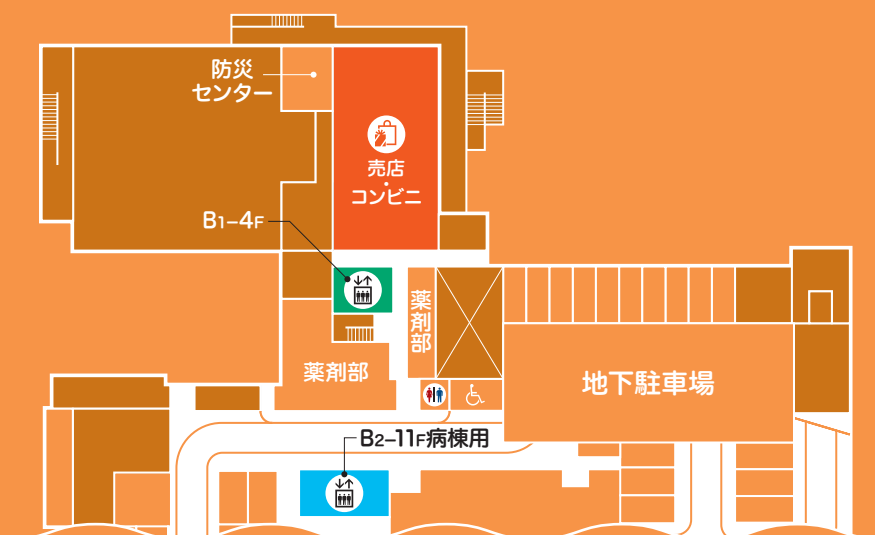 防災
センター
売店
・
コンビニ
B1–4F
薬剤部
薬剤部
地下駐車場
B2–11F病棟用